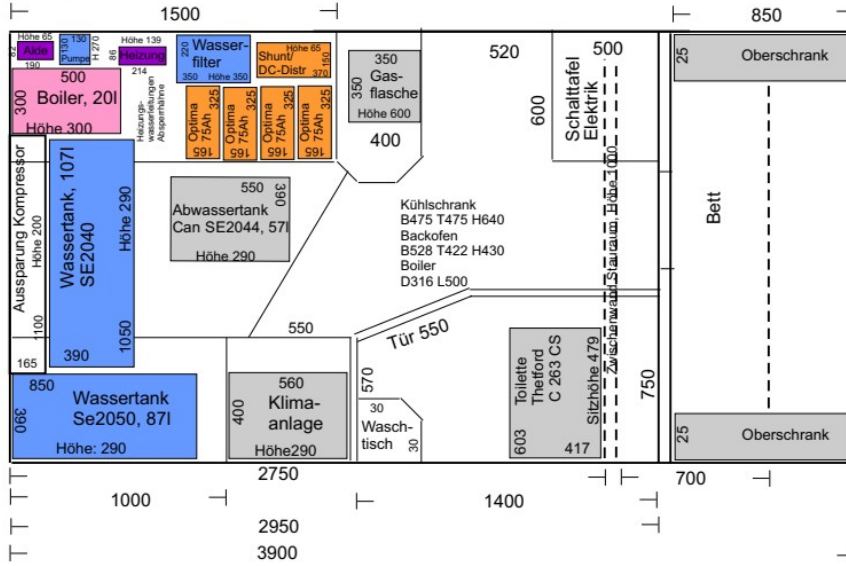 1500
850
Höhe 65
Alde
82
190
130
130
Pumpe
H 270
Höhe 139
86
Heizung
214
220
Wasser-
filter
350 Höhe 350
Höhe 65
Shunt/
DC-Distr
150
370
500
Boiler, 20l
300
Höhe 300
Heizungs-
wasserleitungen
Absperrhähne
Optima
75Ah 325
165
Optima
75Ah 325
165
Optima
75Ah 325
165
Optima
75Ah 325
165
350
Gas-
flasche
350
Höhe 600
400
520
500
600
Schalttafel
Elektrik
25
Oberschrank
Aussparung Kompressor
Höhe 200
1100
165
Wassertank, 107l
SE2040
Höhe 290
390
1050
550
390
Abwassertank
Can SE2044, 57l
Höhe 290
Kühlschrank
B475 T475 H640
Backofen
B528 T422 H430
Boiler
D316 L500
Zwischenwand Stauraum, Höhe 1000
Bett
550
Tür 550
850
390
Wassertank
Se2050, 87l
Höhe: 290
560
400
Klima-
anlage
Höhe290
570
30
Wasch-
tisch
30
Toilette
Thetford
C 263 CS
Sitzhöhe 479
603
417
750
25
Oberschrank
2750
700
1000
1400
2950
3900